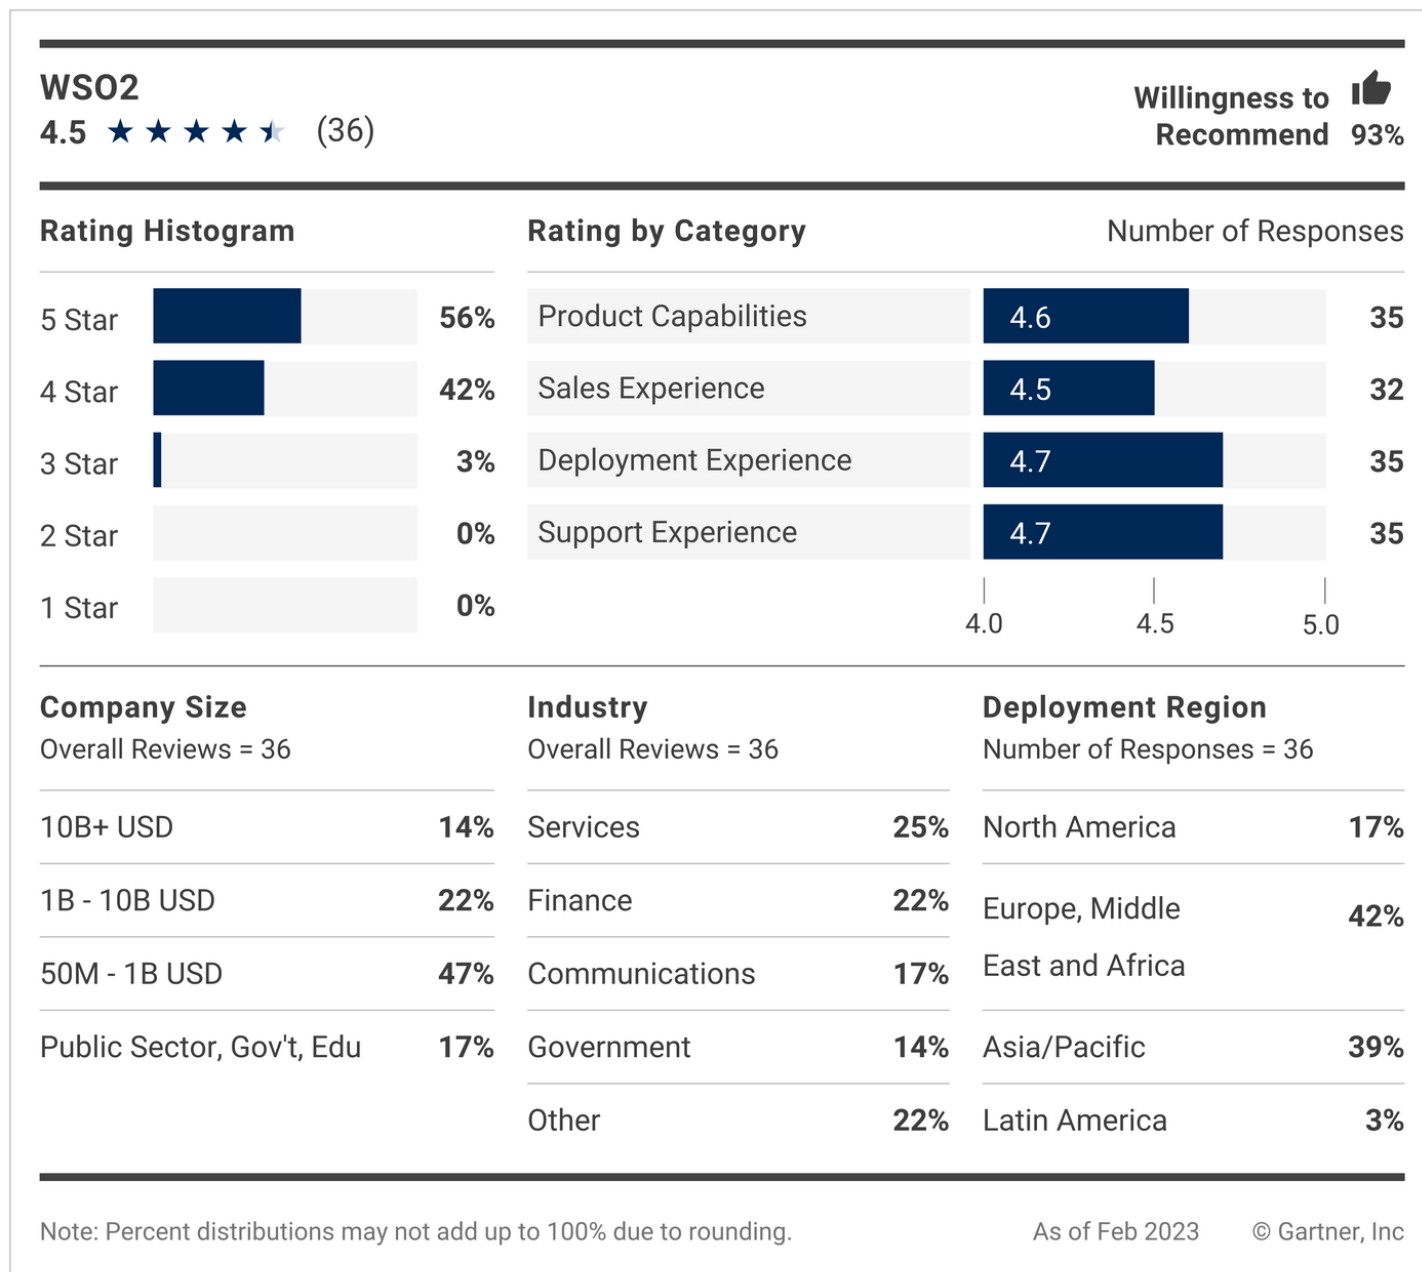 WSO2
4.5 (36)
Willingness to
Recommend 93%
Rating Histogram
5 Star 56%
4 Star 42%
3 Star 3%
2 Star 0%
1 Star 0%
Rating by Category Number of Responses
Product Capabilities 4.6 35
Sales Experience 4.5 32
Deployment Experience 4.7 35
Support Experience 4.7 35
4.0 4.5 5.0
Company Size
Overall Reviews = 36
10B+ USD 14%
1B - 10B USD 22%
50M - 1B USD 47%
Public Sector, Gov't, Edu 17%
Industry
Overall Reviews = 36
Services 25%
Finance 22%
Communications 17%
Government 14%
Other 22%
Deployment Region
Number of Responses = 36
North America 17%
Europe, Middle 42%
East and Africa
Asia/Pacific 39%
Latin America 3%
Note: Percent distributions may not add up to 100% due to rounding. As of Feb 2023 © Gartner, Inc